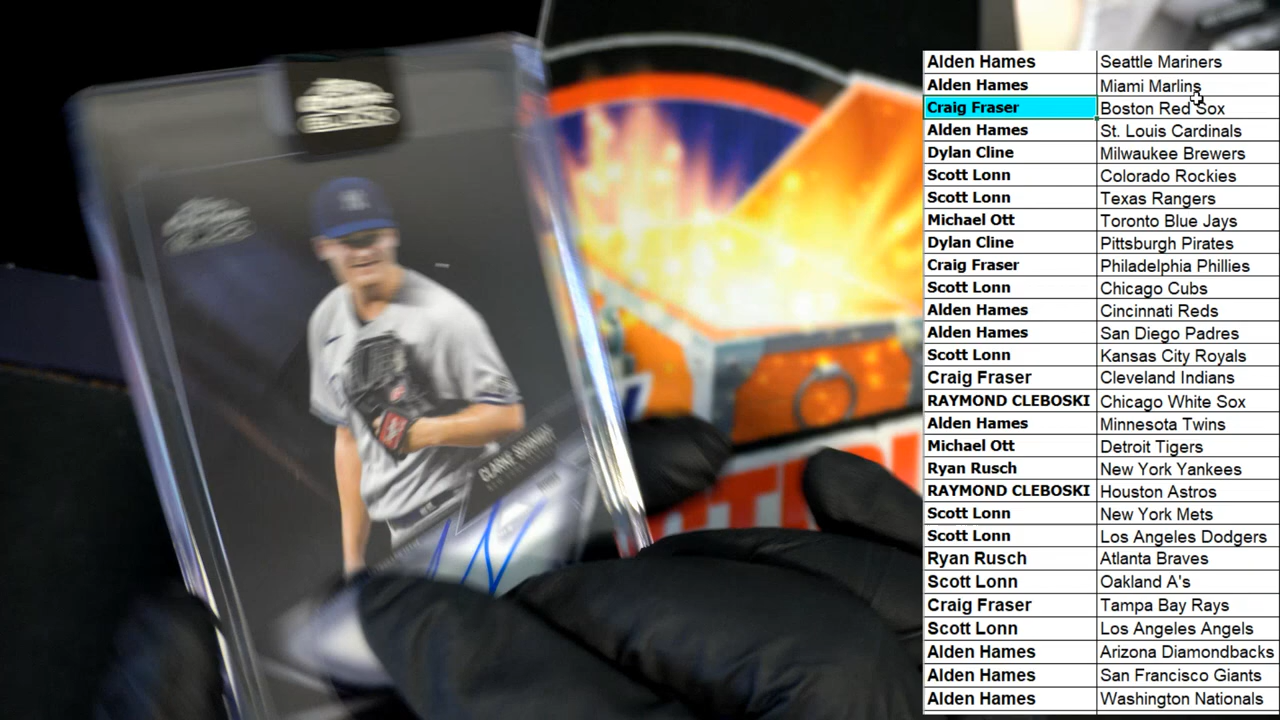 Alden Hames Seattle Mariners
Alden Hames Miami Marlins
Craig Fraser Boston Red Sox
Alden Hames St. Louis Cardinals
Dylan Cline Milwaukee Brewers
Scott Lonn Colorado Rockies
Scott Lonn Texas Rangers
Michael Ott Toronto Blue Jays
Dylan Cline Pittsburgh Pirates
Craig Fraser Philadelphia Phillies
Scott Lonn Chicago Cubs
Alden Hames Cincinnati Reds
Alden Hames San Diego Padres
Scott Lonn Kansas City Royals
Craig Fraser Cleveland Indians
RAYMOND CLEBOSKI Chicago White Sox
Alden Hames Minnesota Twins
Michael Ott Detroit Tigers
Ryan Rusch New York Yankees
RAYMOND CLEBOSKI Houston Astros
Scott Lonn New York Mets
Scott Lonn Los Angeles Dodgers
Ryan Rusch Atlanta Braves
Scott Lonn Oakland A's
Craig Fraser Tampa Bay Rays
Scott Lonn Los Angeles Angels
Alden Hames Arizona Diamondbacks
Alden Hames San Francisco Giants
Alden Hames Washington Nationals